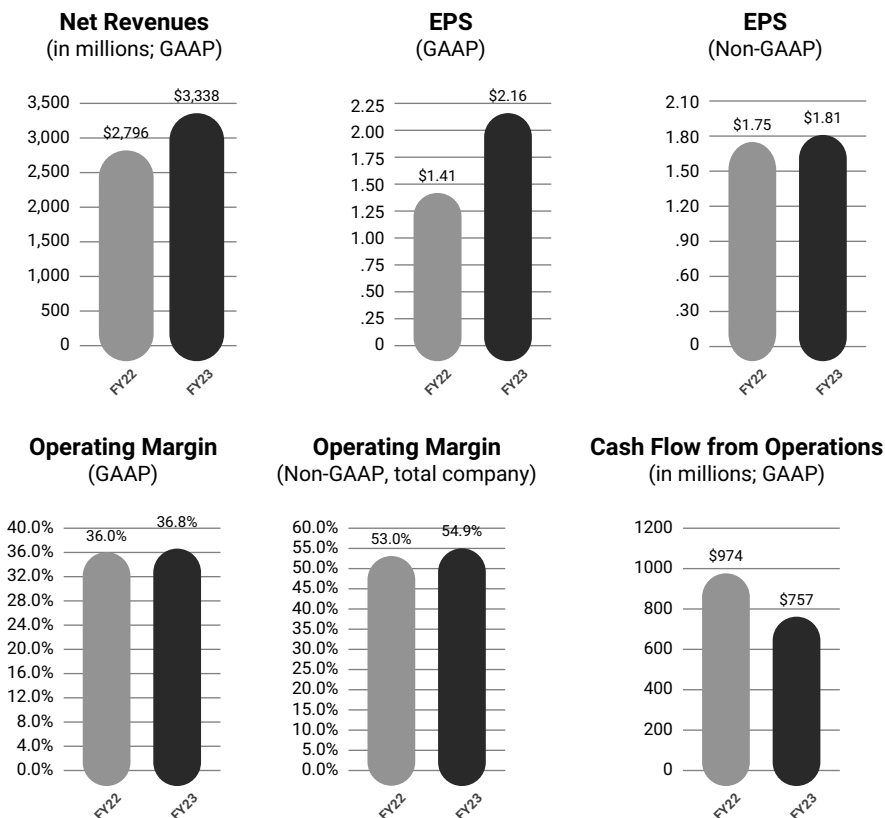 Net Revenues
(in millions; GAAP)
3,500
3,000
2,500
2,000
1,500
1,000
500
0
$2,796
$3,338
FY22
FY23
EPS
(GAAP)
2.25
2.00
1.75
1.50
1.25
1.00
.75
.50
.25
0
$1.41
$2.16
FY22
FY23
EPS
(Non-GAAP)
2.10
1.80
1.50
1.20
.90
.60
.30
0
$1.75
$1.81
FY22
FY23
Operating Margin
(GAAP)
40.0%
36.0%
32.0%
28.0%
24.0%
20.0%
16.0%
12.0%
8.0%
4.0%
0.0%
36.0%
36.8%
FY22
FY23
Operating Margin
(Non-GAAP, total company)
60.0%
55.0%
50.0%
45.0%
40.0%
35.0%
30.0%
25.0%
20.0%
15.0%
10.0%
5.0%
0.0%
53.0%
54.9%
FY22
FY23
Cash Flow from Operations
(in millions; GAAP)
1200
1000
800
600
400
200
0
$974
$757
FY22
FY23